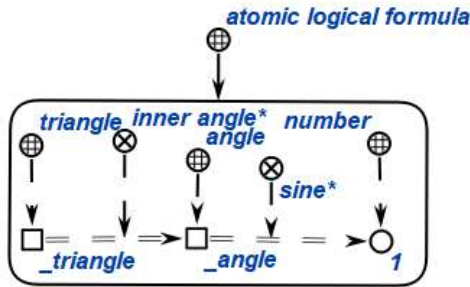 atomic logical formula
triangle inner angle* number
angle
sine*
_triangle _angle 1